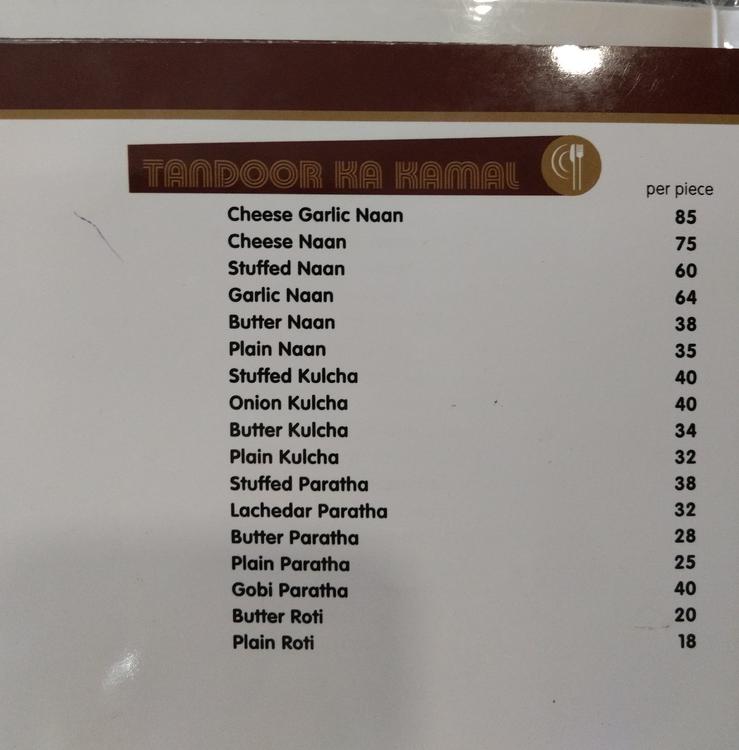 TANDOOR KA KAMAL
per piece
Cheese Garlic Naan 85
Cheese Naan 75
Stuffed Naan 60
Garlic Naan 64
Butter Naan 38
Plain Naan 35
Stuffed Kulcha 40
Onion Kulcha 40
Butter Kulcha 34
Plain Kulcha 32
Stuffed Paratha 38
Lachedar Paratha 32
Butter Paratha 28
Plain Paratha 25
Gobi Paratha 40
Butter Roti 20
Plain Roti 18